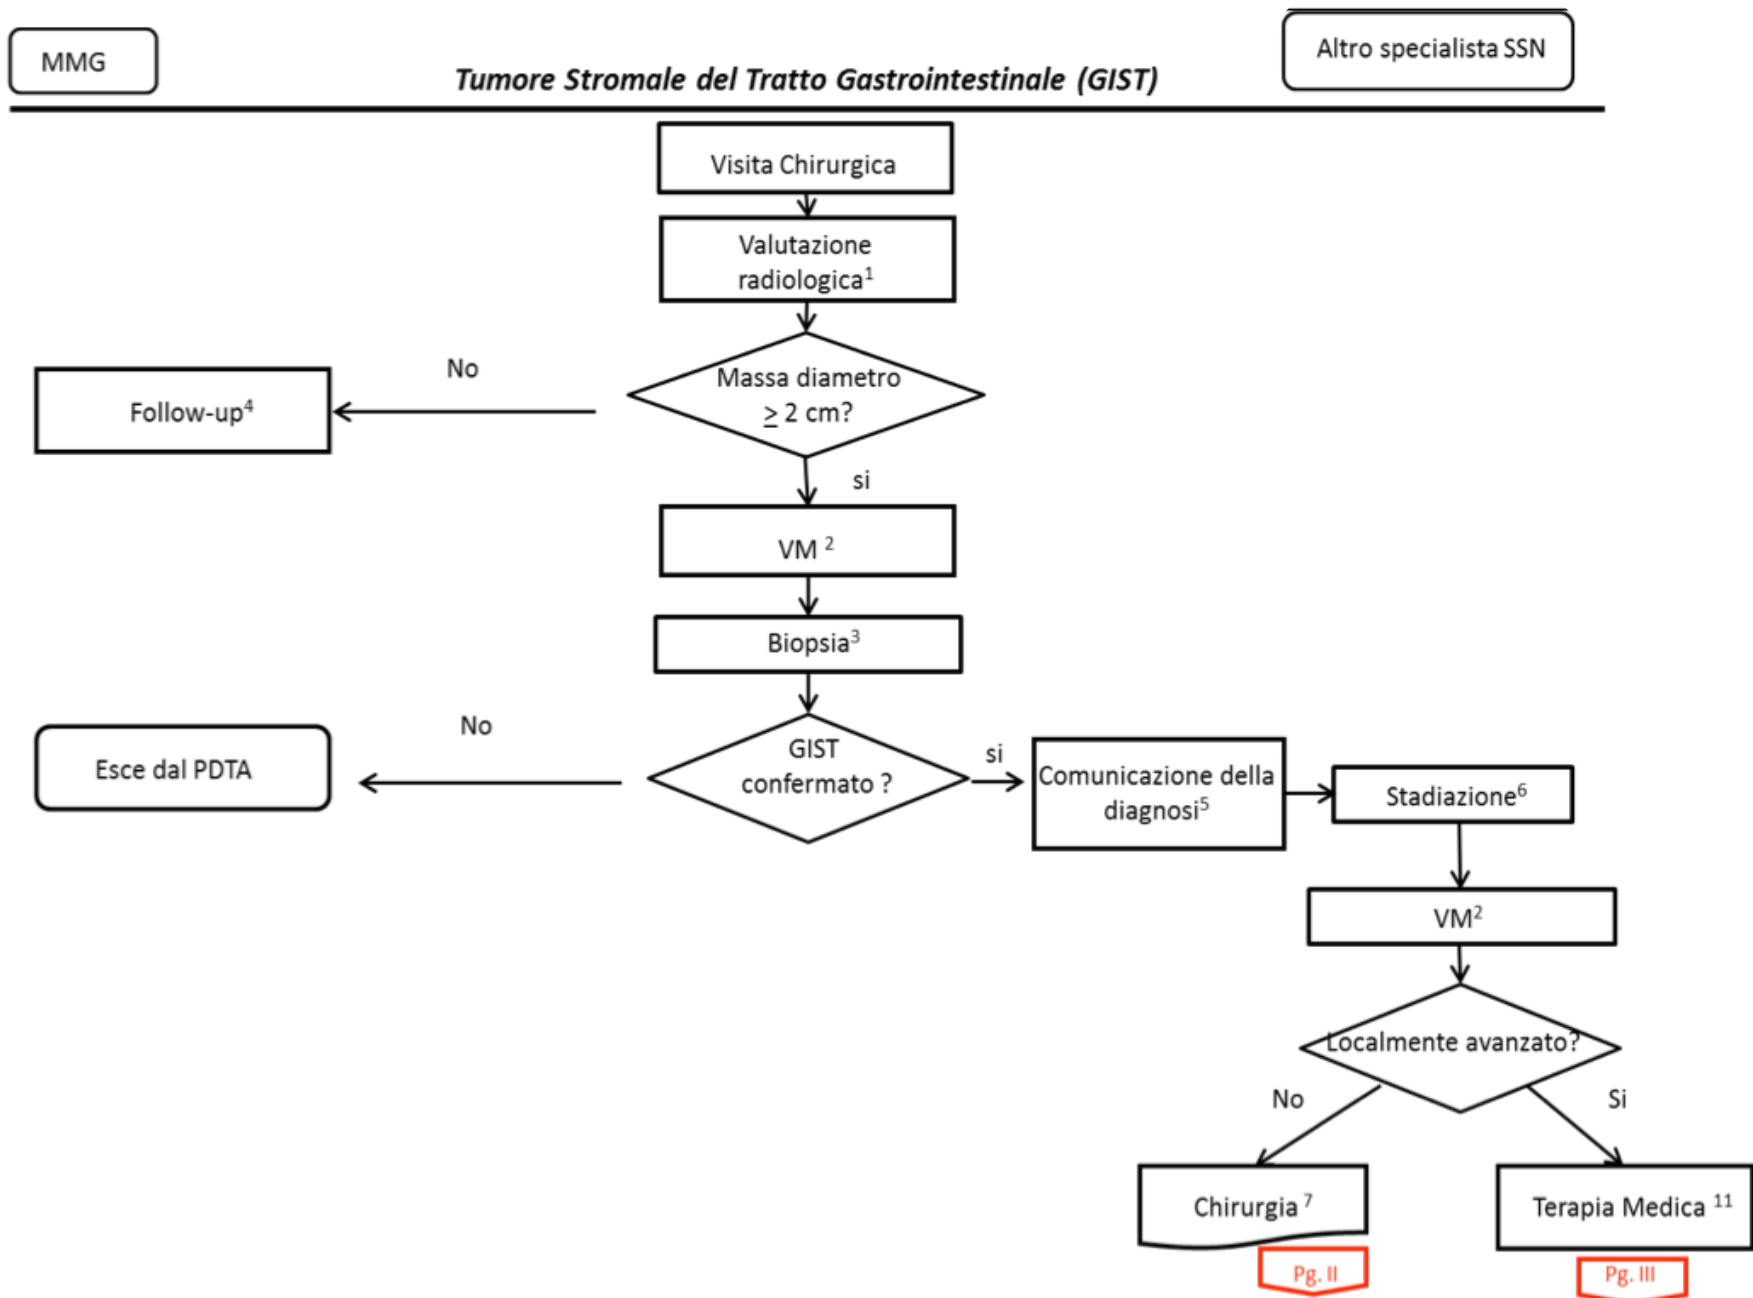 MMG
Altro specialista SSN
Tumore Stromale del Tratto Gastrointestinale (GIST)
Visita Chirurgica
Valutazione
radiologica¹
Massa diametro
≥ 2 cm?
No
Follow-up⁴
si
VM ²
Biopsia³
GIST
confermato ?
No
Esce dal PDTA
si
Comunicazione della
diagnosi⁵
Stadiazione⁶
VM²
Localmente avanzato?
No
Si
Chirurgia ⁷
Terapia Medica ¹¹
Pg. II
Pg. III